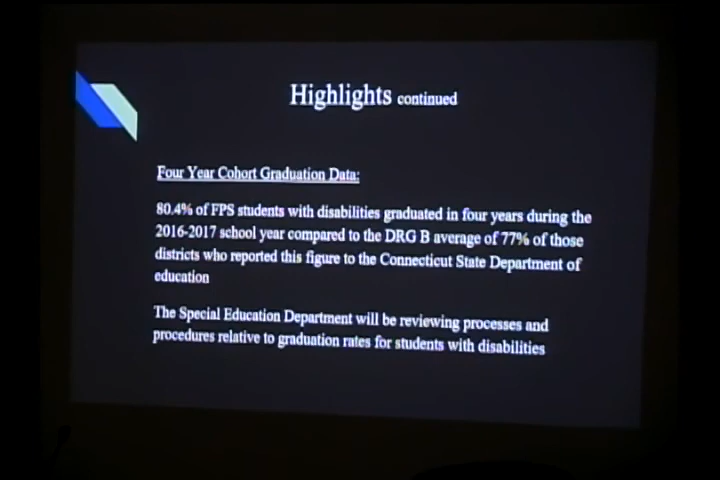 Highlights continued
Four Year Cohort Graduation Data:
80.4% of FPS students with disabilities graduated in four years during the
2016-2017 school year compared to the DRG B average of 77% of those
districts who reported this figure to the Connecticut State Department of
education
The Special Education Department will be reviewing processes and
procedures relative to graduation rates for students with disabilities